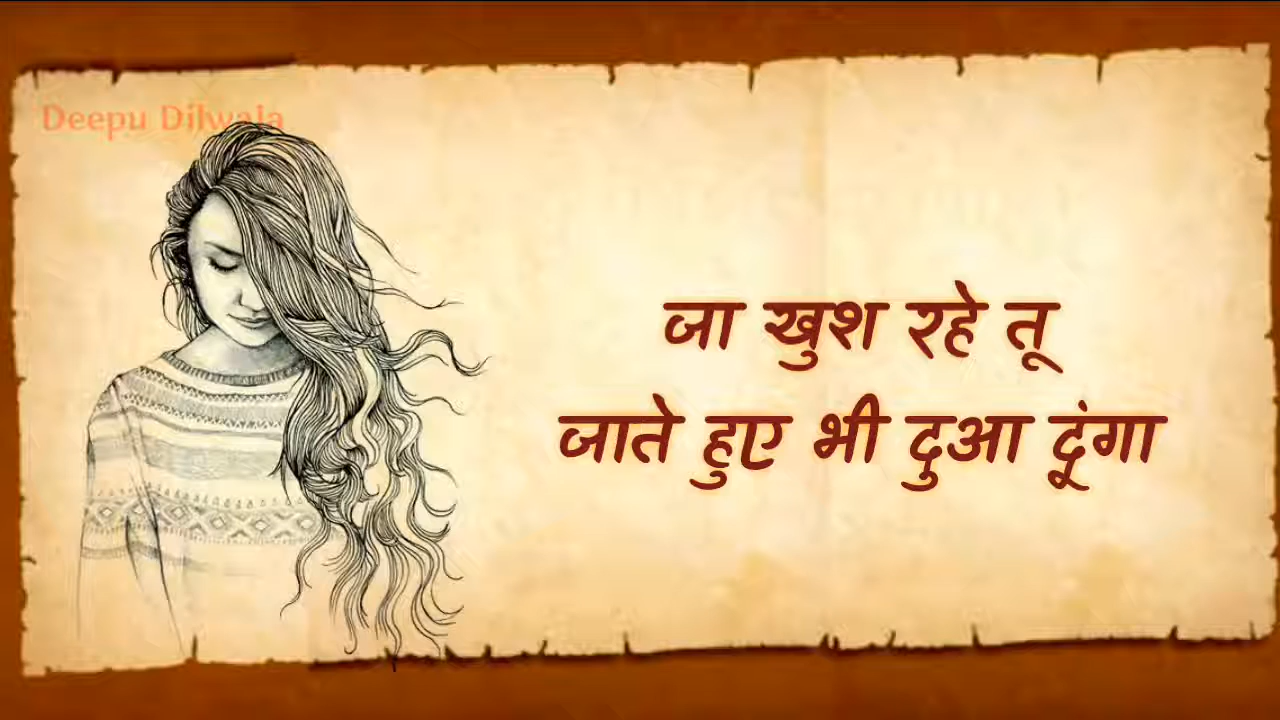 Deepu Dilwala
जा खुश रहे तू
जाते हुए भी दुआ दूंगा